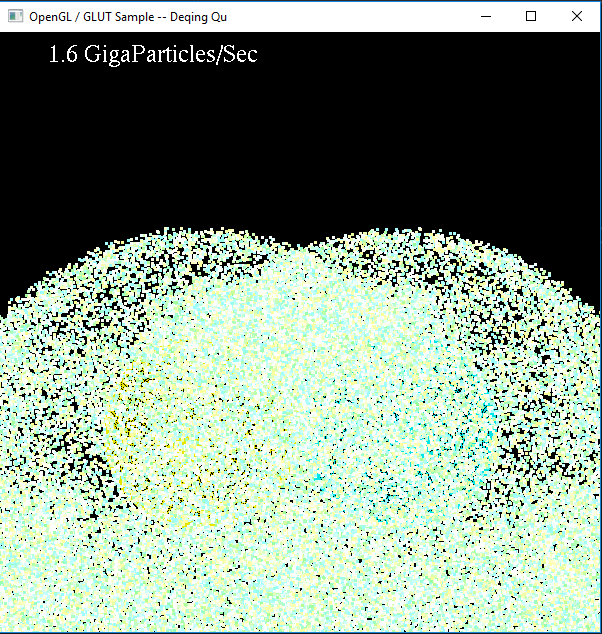 OpenGL / GLUT Sample -- Deqing Qu
1.6 GigaParticles/Sec